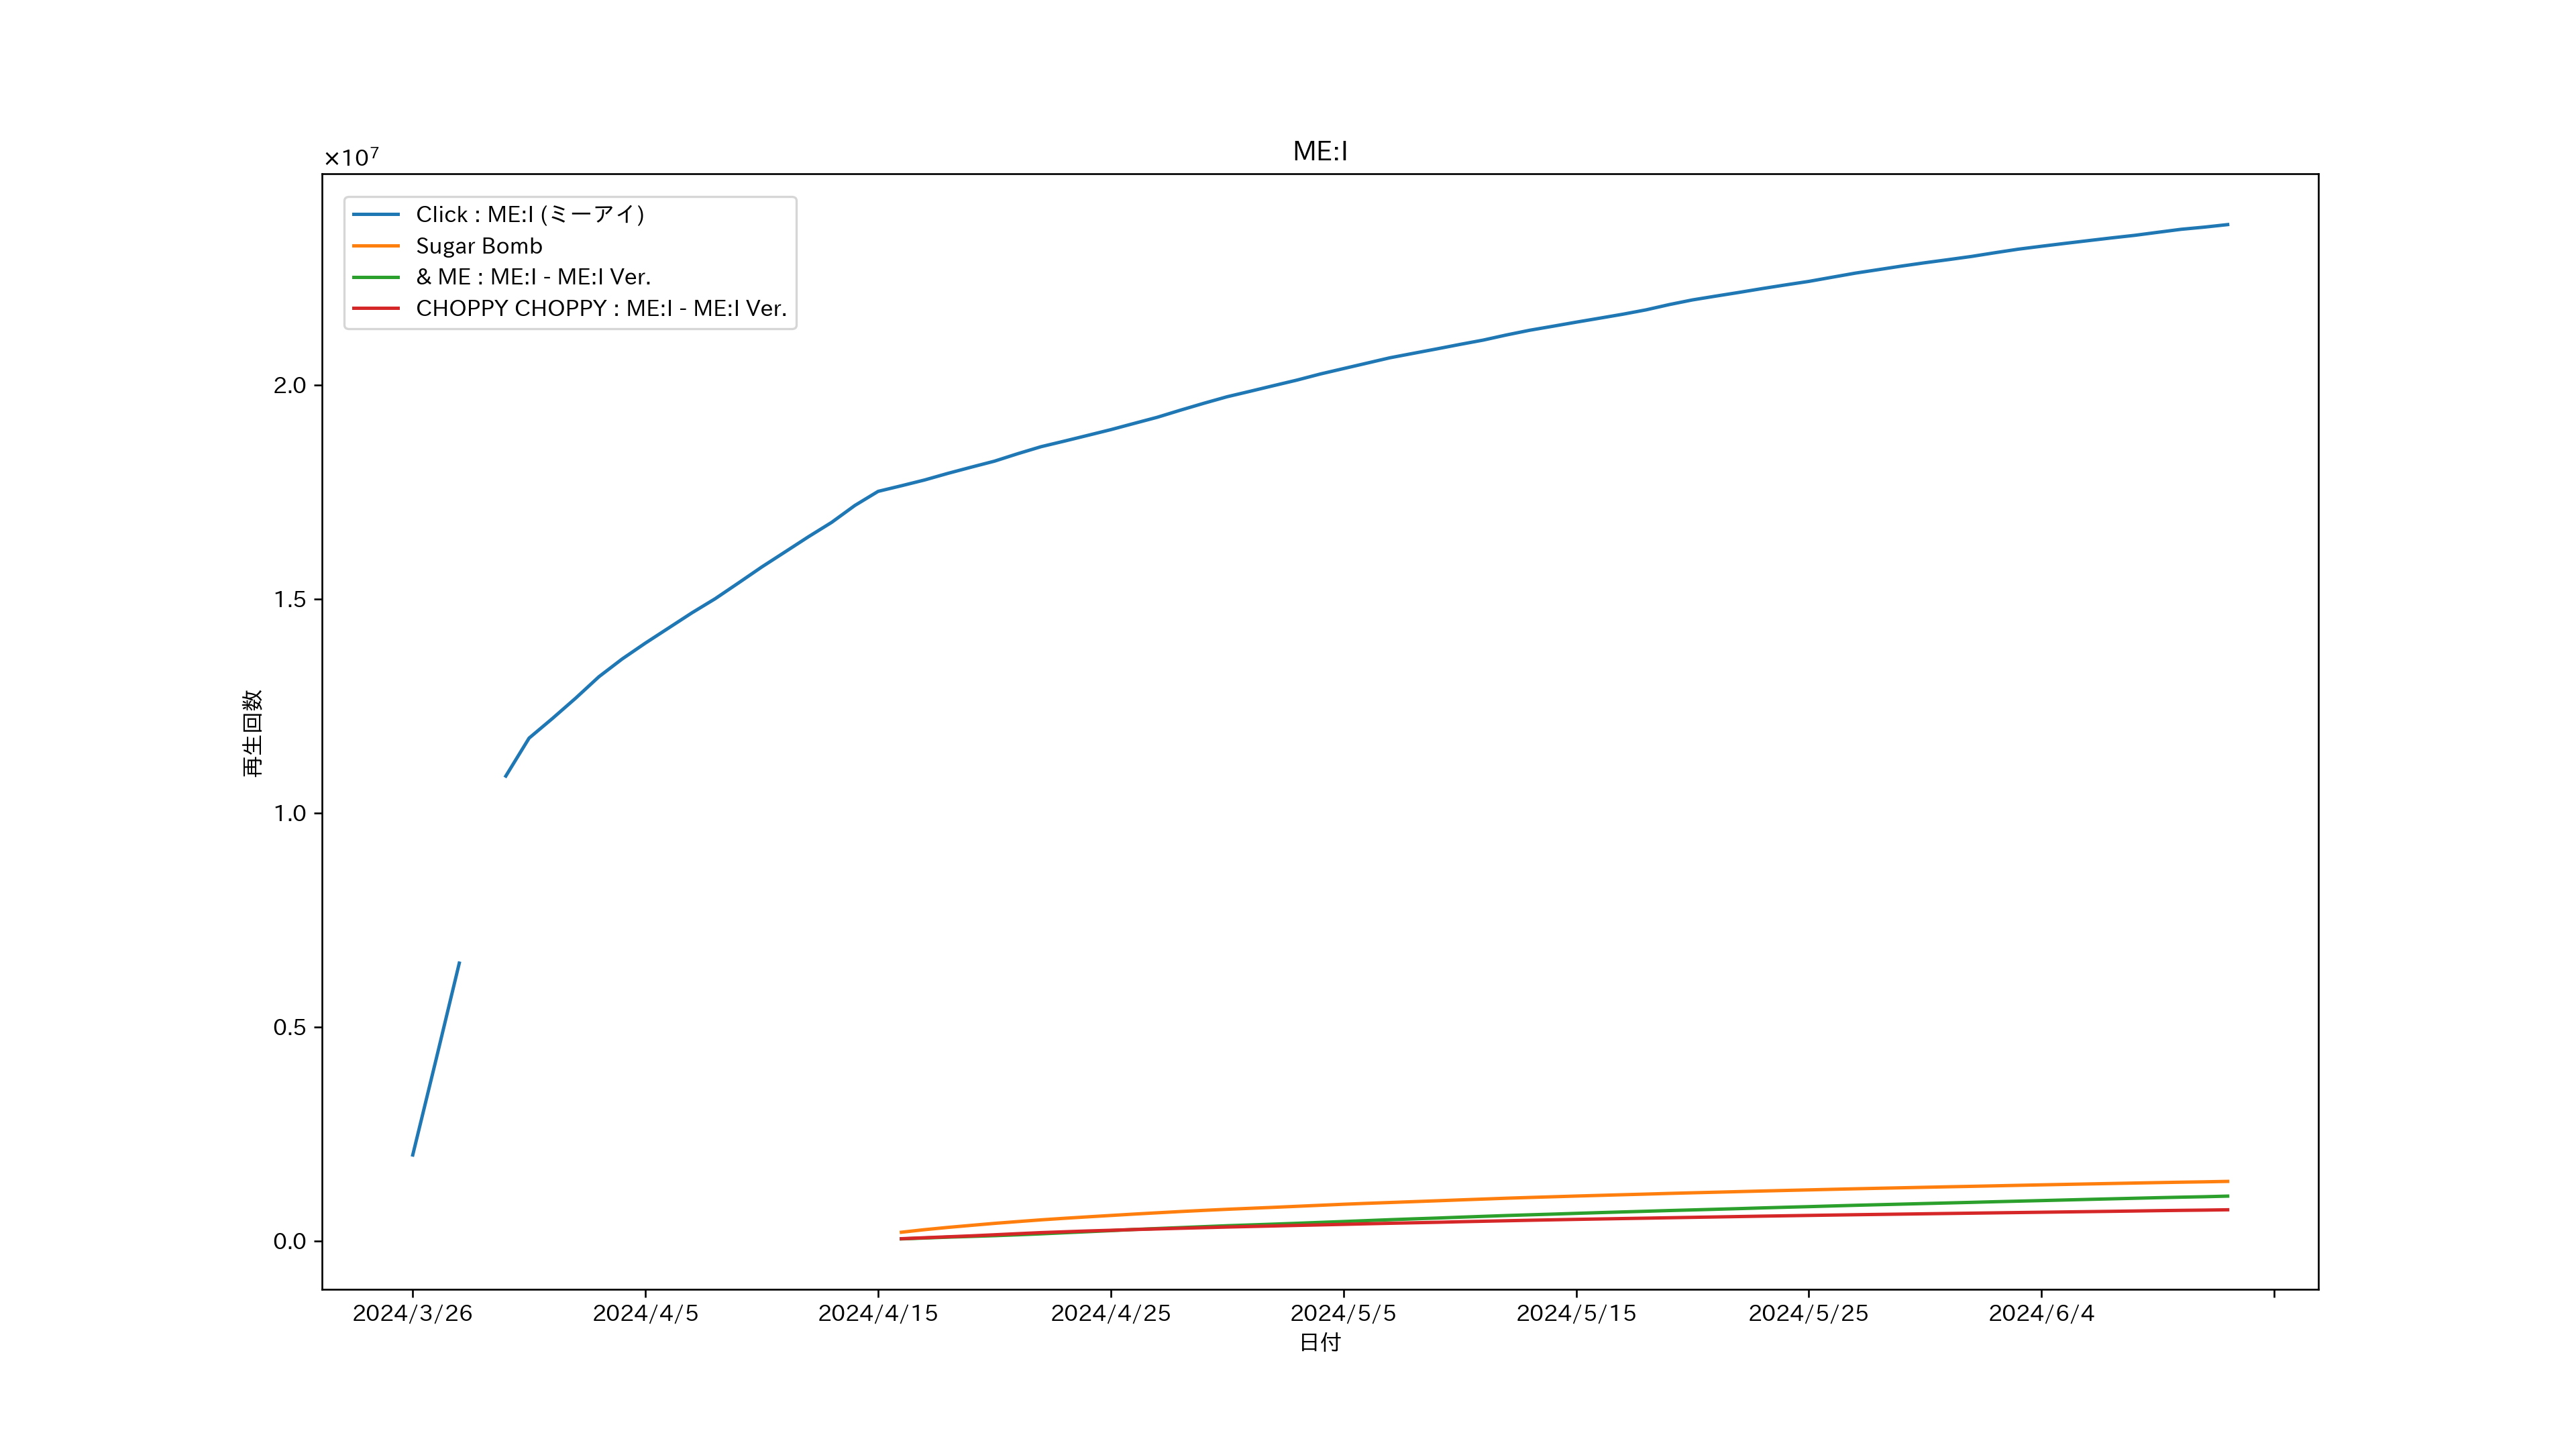 ME:I
×10⁷
Click : ME:I (ミーアイ)
Sugar Bomb
& ME : ME:I - ME:I Ver.
CHOPPY CHOPPY : ME:I - ME:I Ver.
2.0
1.5
1.0
0.5
0.0
再生回数
2024/3/26 2024/4/5 2024/4/15 2024/4/25 2024/5/5 2024/5/15 2024/5/25 2024/6/4
日付